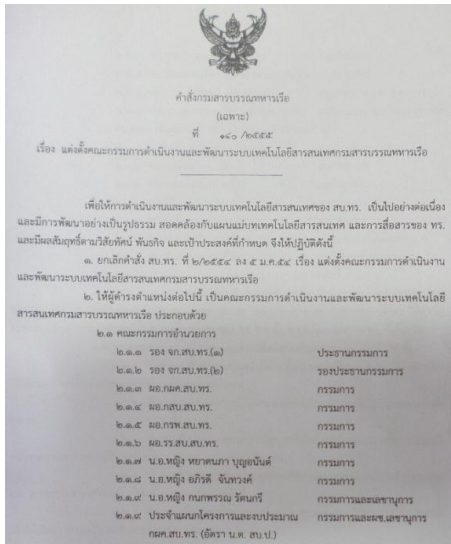 คำสั่งกรมสารบรรณทหารเรือ
(เฉพาะ)
ที่ ๑๔๐ /๒๕๕๕
เรื่อง แต่งตั้งคณะกรรมการดำเนินงานและพัฒนาระบบเทคโนโลยีสารสนเทศกรมสารบรรณทหารเรือ
เพื่อให้การดำเนินงานและพัฒนาระบบเทคโนโลยีสารสนเทศของ สบ.ทร. เป็นไปอย่างต่อเนื่อง
และมีการพัฒนาอย่างเป็นรูปธรรม สอดคล้องกับแผนแม่บทเทคโนโลยีสารสนเทศ และการสื่อสารของ ทร.
และมีผลสัมฤทธิ์ตามวิสัยทัศน์ พันธกิจ และเป้าประสงค์ที่กำหนด จึงให้ปฏิบัติดังนี้
๑. ยกเลิกคำสั่ง สบ.ทร. ที่ ๒/๒๕๕๔ ลง ๕ ม.ค.๕๔ เรื่อง แต่งตั้งคณะกรรมการดำเนินงาน
และพัฒนาระบบเทคโนโลยีสารสนเทศกรมสารบรรณทหารเรือ
๒. ให้ผู้ดำรงตำแหน่งต่อไปนี้ เป็นคณะกรรมการดำเนินงานและพัฒนาระบบเทคโนโลยี
สารสนเทศกรมสารบรรณทหารเรือ ประกอบด้วย
๒.๑ คณะกรรมการอำนวยการ
๒.๑.๑ รอง จก.สบ.ทร.(๑) ประธานกรรมการ
๒.๑.๒ รอง จก.สบ.ทร.(๒) รองประธานกรรมการ
๒.๑.๓ ผอ.กผค.สบ.ทร. กรรมการ
๒.๑.๔ ผอ.กสบ.สบ.ทร. กรรมการ
๒.๑.๕ ผอ.กรห.สบ.ทร. กรรมการ
๒.๑.๖ ผอ.รร.สบ.สบ.ทร. กรรมการ
๒.๑.๗ น.อ.หญิง หยาดนภา บุญอนันต์ กรรมการ
๒.๑.๘ น.อ.หญิง อภิรดี จันทวงศ์ กรรมการ
๒.๑.๙ น.อ.หญิง กนกพรรณ รัตนกรี กรรมการและเลขานุการ
๒.๑.๙ ประจำแผนกโครงการและงบประมาณ กรรมการและผช.เลขานุการ
กผค.สบ.ทร. (อัตรา น.ต. สบ.ป.)